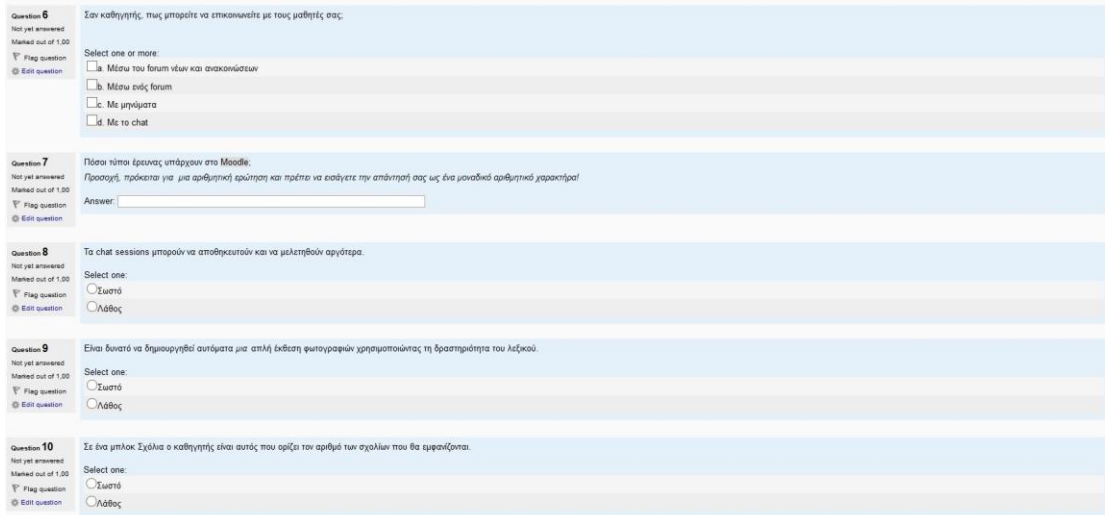 Question 6
Not yet answered
Marked out of 1,00
Flag question
Edit question
Σαν καθηγητής, πως μπορείτε να επικοινωνείτε με τους μαθητές σας;
Select one or more:
a. Μέσω του forum νέων και ανακοινώσεων
b. Μέσω ενός forum
c. Με μηνύματα
d. Με το chat
Question 7
Not yet answered
Marked out of 1,00
Flag question
Edit question
Πόσοι τύποι έρευνας υπάρχουν στο Moodle;
Προσοχή, πρόκειται για μια αριθμητική ερώτηση και πρέπει να εισάγετε την απάντησή σας ως ένα μοναδικό αριθμητικό χαρακτήρα!
Answer:
Question 8
Not yet answered
Marked out of 1,00
Flag question
Edit question
Τα chat sessions μπορούν να αποθηκευτούν και να μελετηθούν αργότερα.
Select one:
Σωστό
Λάθος
Question 9
Not yet answered
Marked out of 1,00
Flag question
Edit question
Είναι δυνατό να δημιουργηθεί αυτόματα μια απλή έκθεση φωτογραφιών χρησιμοποιώντας τη δραστηριότητα του λεξικού.
Select one:
Σωστό
Λάθος
Question 10
Not yet answered
Marked out of 1,00
Flag question
Edit question
Σε ένα μπλοκ Σχόλια ο καθηγητής είναι αυτός που ορίζει τον αριθμό των σχολίων που θα εμφανίζονται.
Select one:
Σωστό
Λάθος